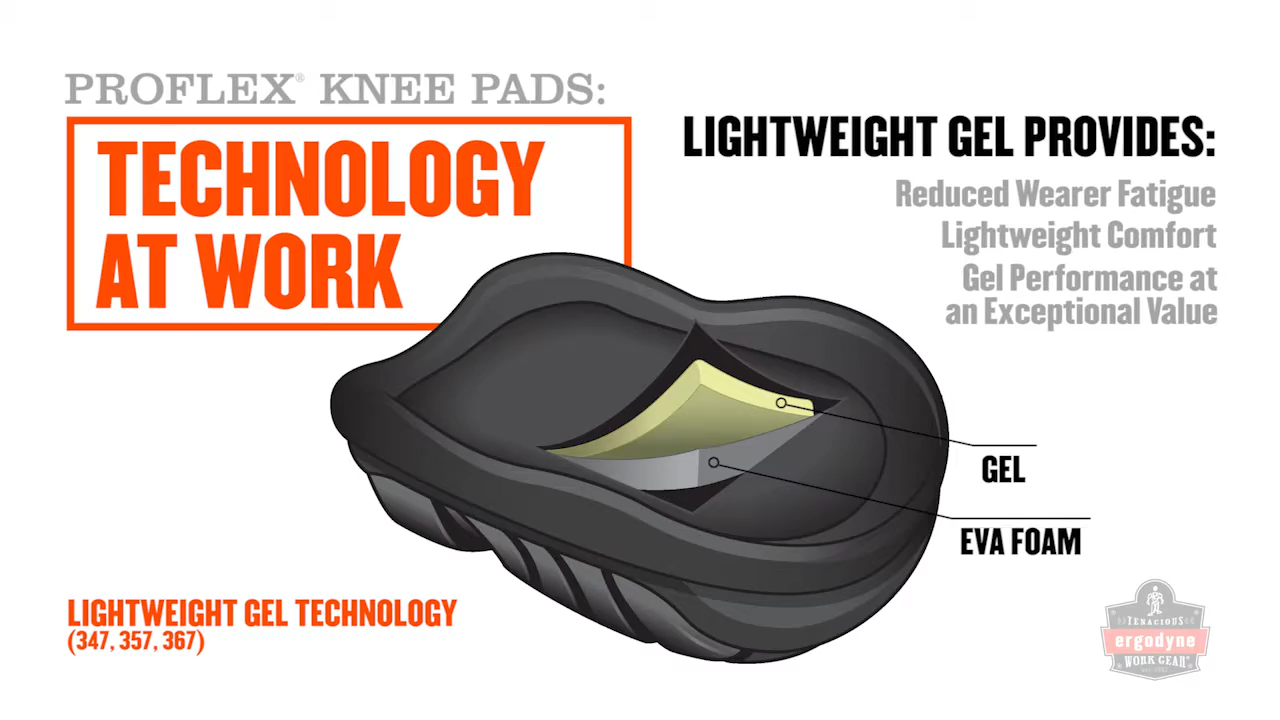 PROFLEX® KNEE PADS:
TECHNOLOGY
AT WORK
LIGHTWEIGHT GEL PROVIDES:
Reduced Wearer Fatigue
Lightweight Comfort
Gel Performance at
an Exceptional Value
GEL
EVA FOAM
LIGHTWEIGHT GEL TECHNOLOGY
(347, 357, 367)
TENACIOUS
ergodyne
WORK GEAR®